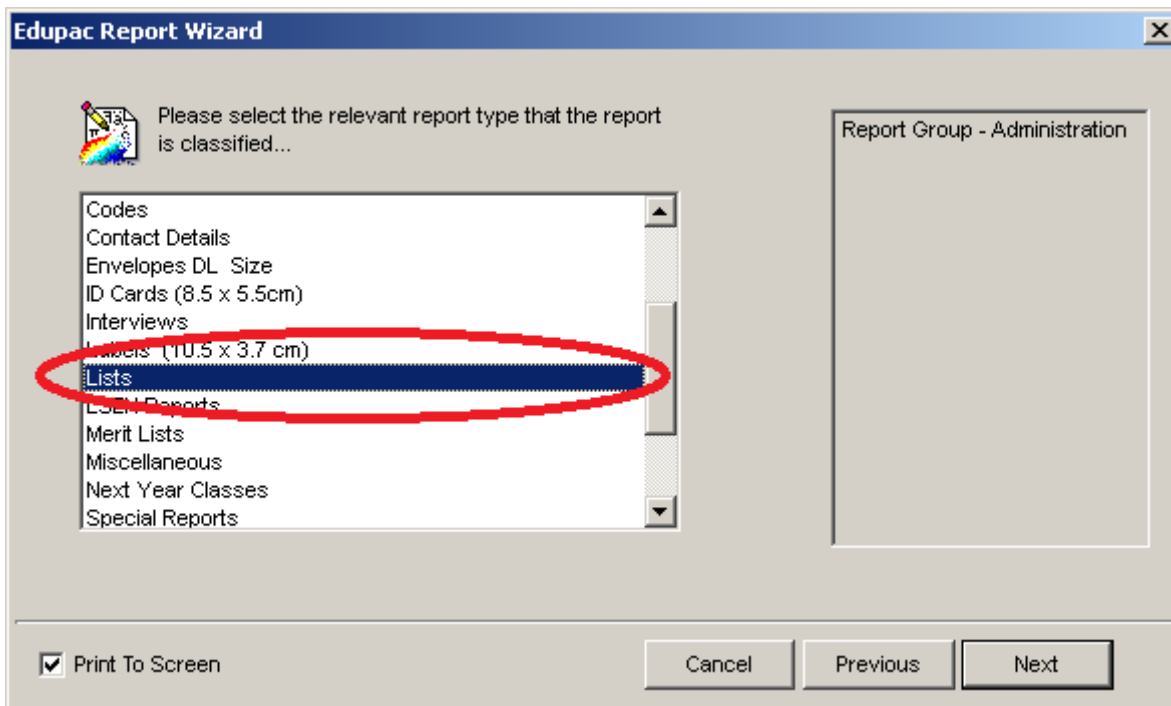 Edupac Report Wizard
Please select the relevant report type that the report
is classified...
Report Group - Administration
Codes
Contact Details
Envelopes DL  Size
ID Cards (8.5 x 5.5cm)
Interviews
Labels  (10.5 x 3.7 cm)
Lists
LSEN Reports
Merit Lists
Miscellaneous
Next Year Classes
Special Reports
Print To Screen
Cancel
Previous
Next